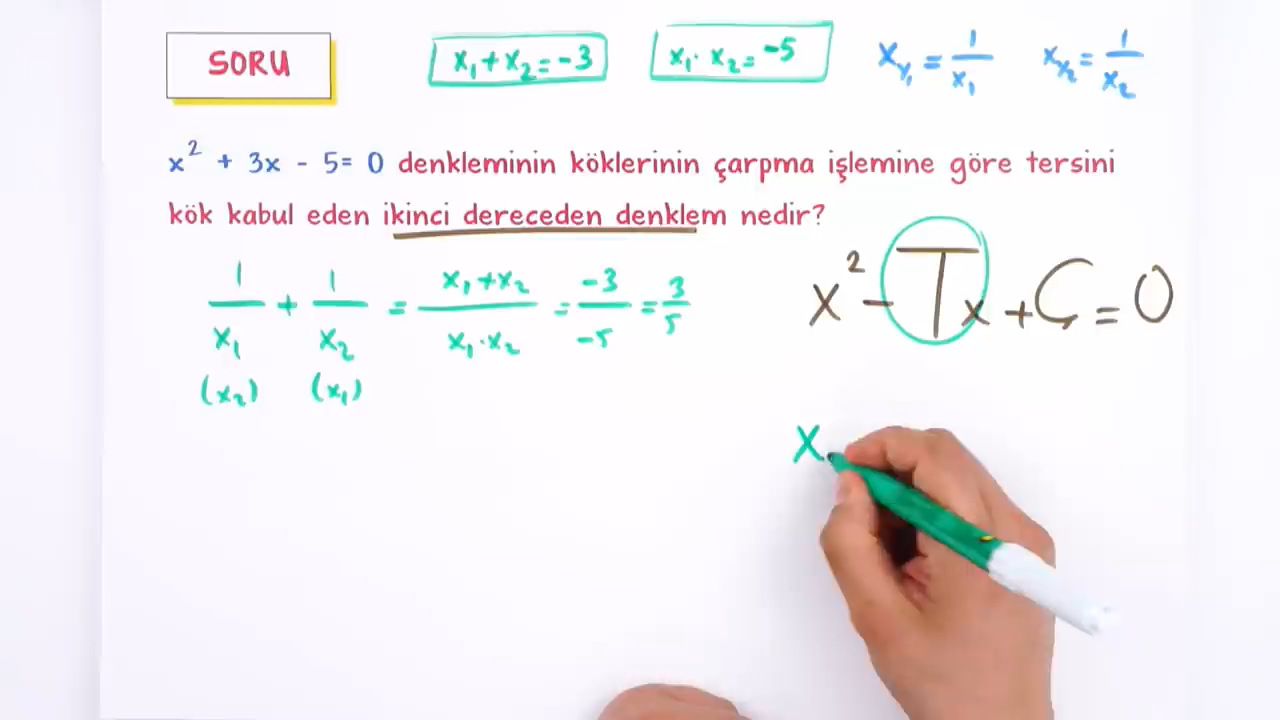 SORU
x₁+x₂=-3
x₁·x₂=-5
xᵧ₁ = 1/x₁
xᵧ₂ = 1/x₂
x² + 3x - 5= 0 denkleminin köklerinin çarpma işlemine göre tersini
kök kabul eden ikinci dereceden denklem nedir?
1/x₁ + 1/x₂ = x₁+x₂/x₁·x₂ = -3/-5 = 3/5
(x₂) (x₁)
x² - Tx + Ç = 0
x